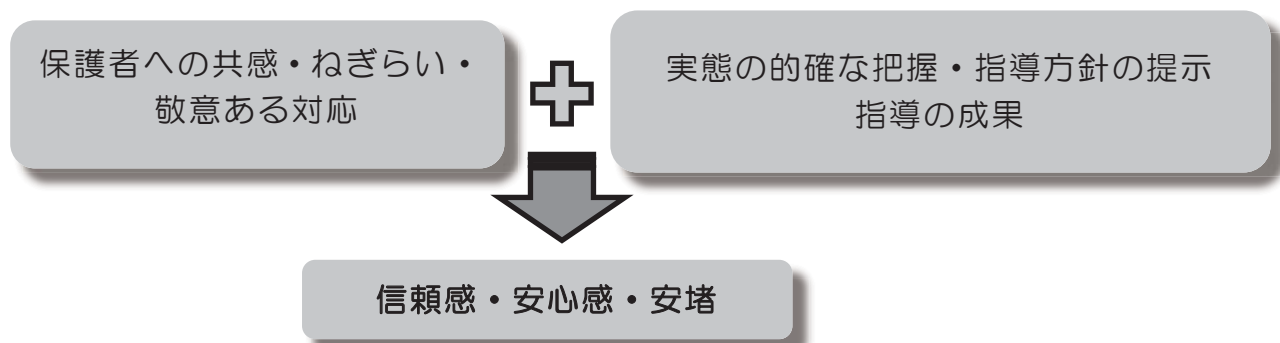 保護者への共感・ねぎらい・
敬意ある対応
実態の的確な把握・指導方針の提示
指導の成果
信頼感・安心感・安堵